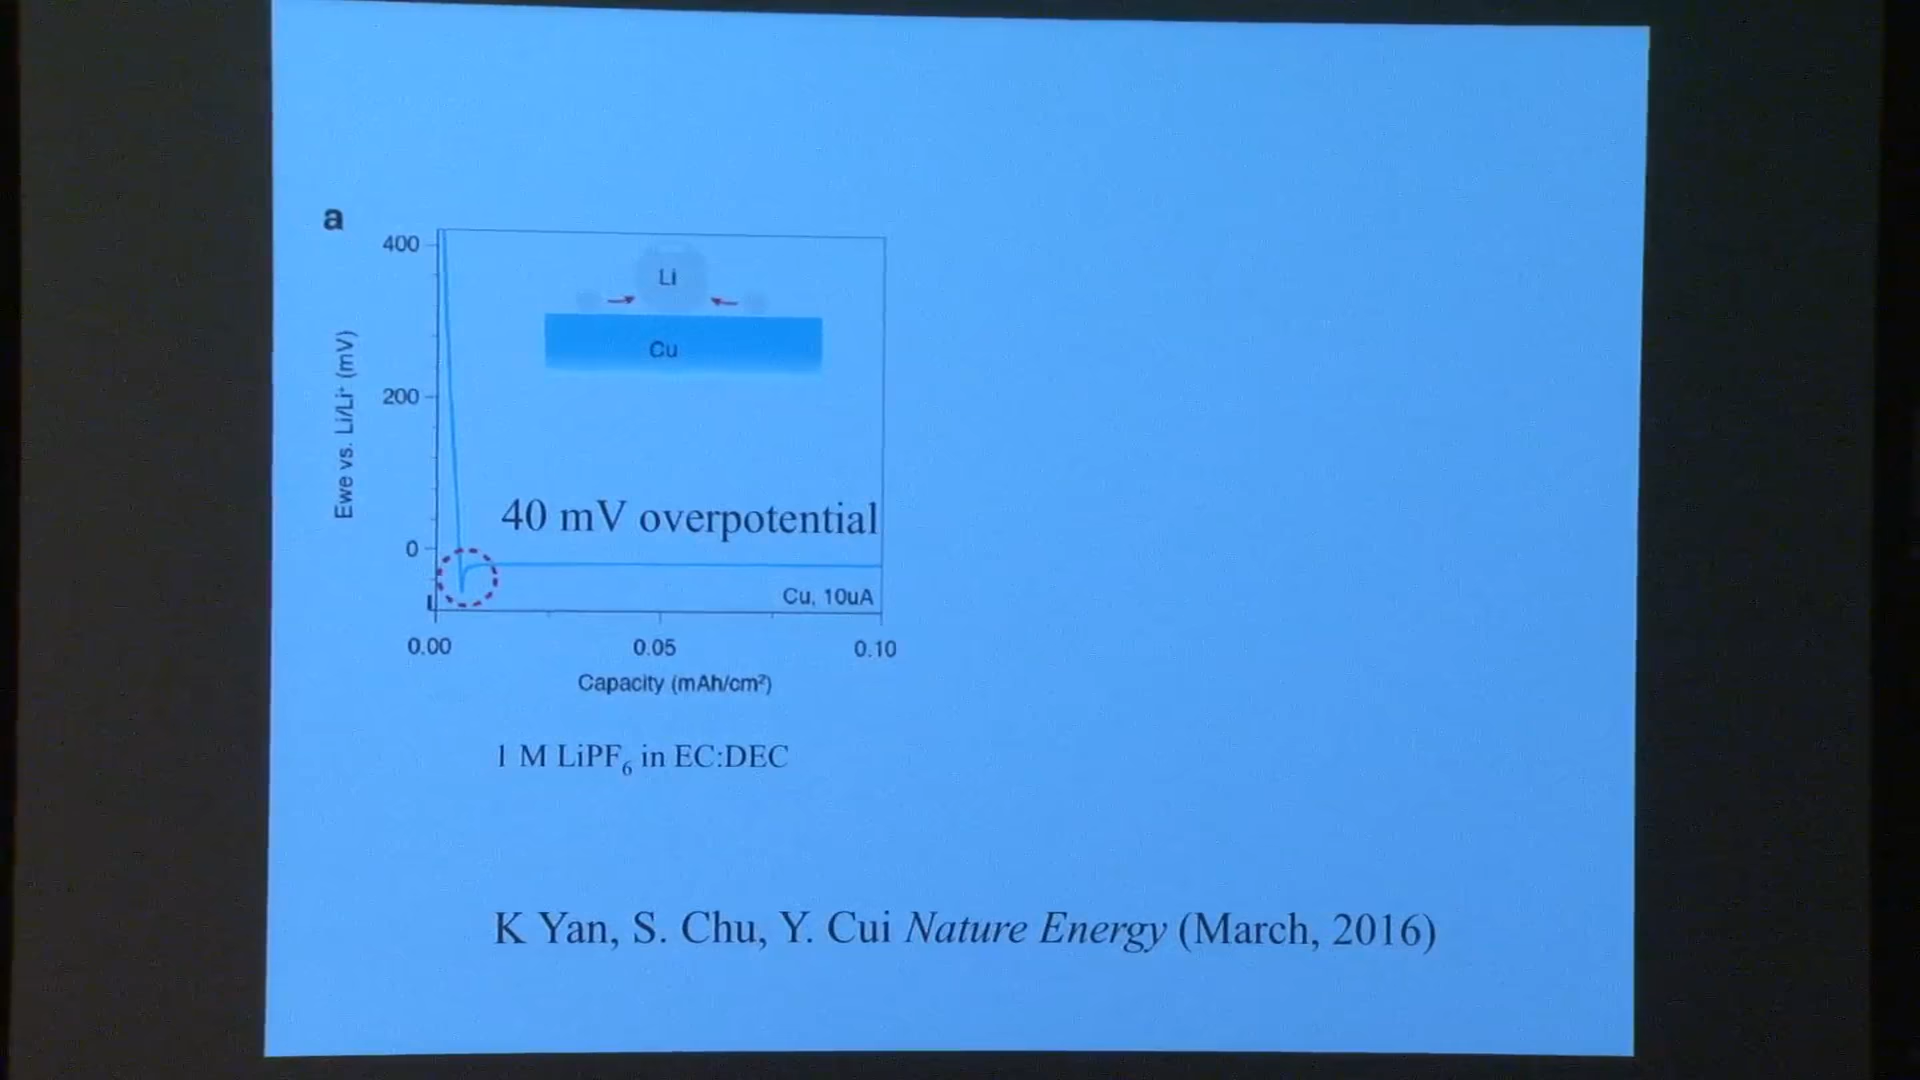 a
400
200
0
Ewe vs. Li/Li⁺ (mV)
Li
Cu
40 mV overpotential
Cu, 10uA
0.00 0.05 0.10
Capacity (mAh/cm²)
1 M LiPF₆ in EC:DEC
K Yan, S. Chu, Y. Cui Nature Energy (March, 2016)